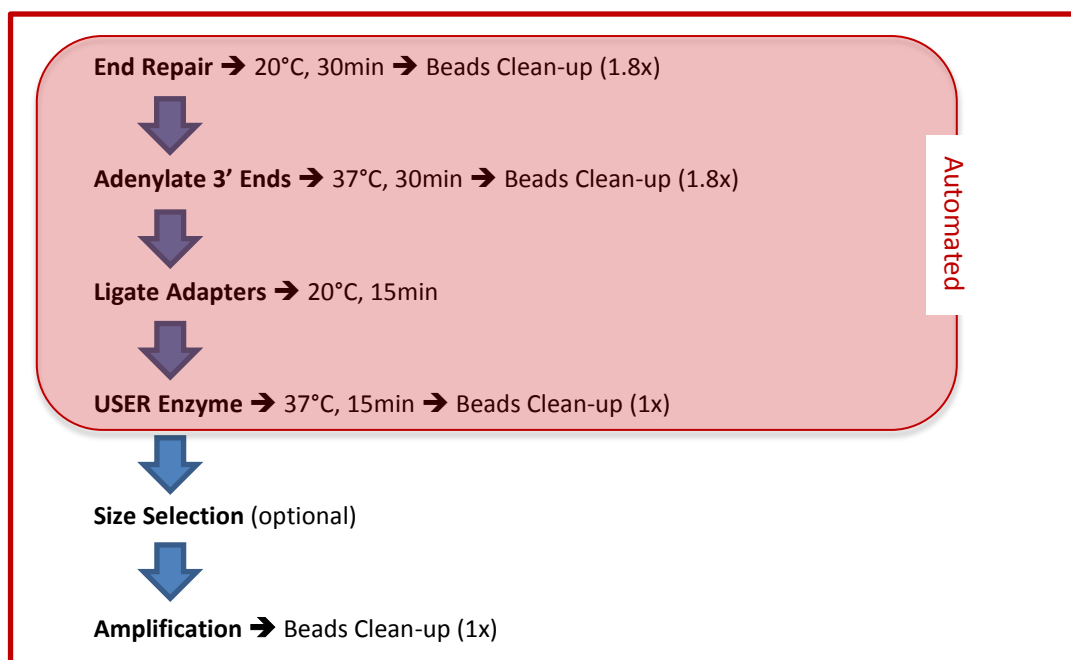 End Repair ➔ 20°C, 30min ➔ Beads Clean-up (1.8x)
Adenylate 3’ Ends ➔ 37°C, 30min ➔ Beads Clean-up (1.8x)
Automated
Ligate Adapters ➔ 20°C, 15min
USER Enzyme ➔ 37°C, 15min ➔ Beads Clean-up (1x)
Size Selection (optional)
Amplification ➔ Beads Clean-up (1x)